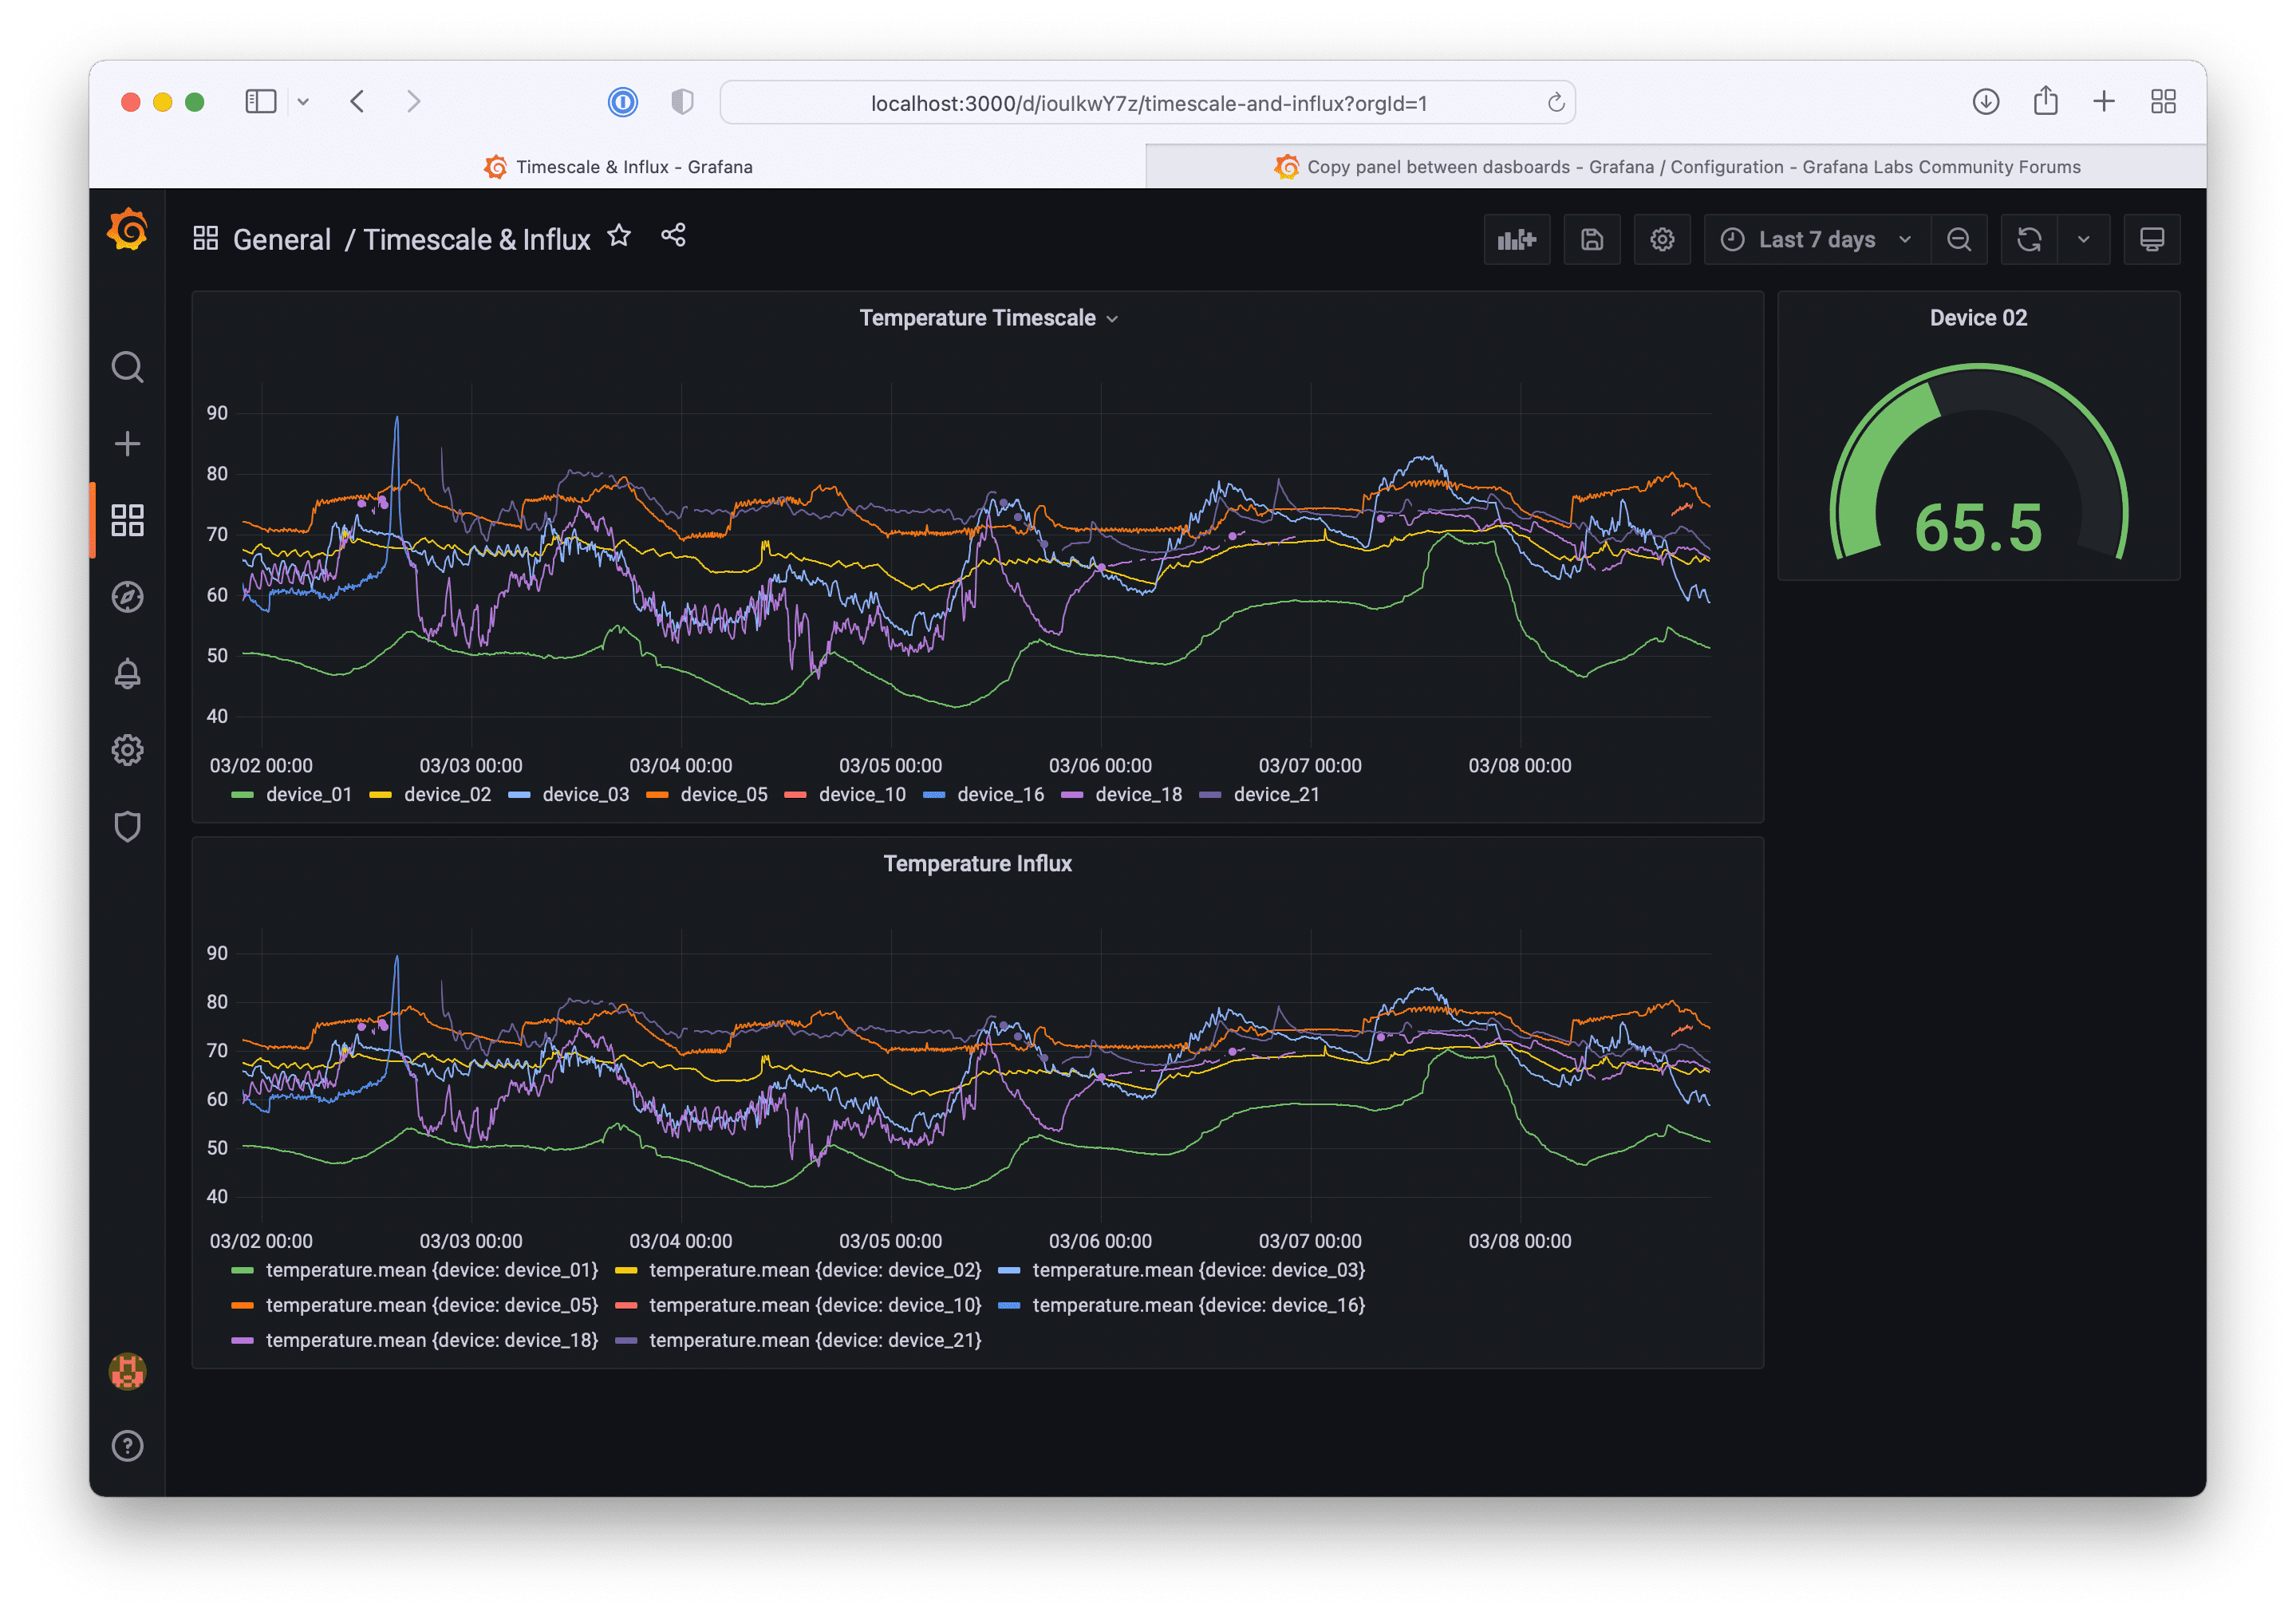 localhost:3000/d/iouIkwY7z/timescale-and-influx?orgId=1
Timescale & Influx - Grafana
Copy panel between dasboards - Grafana / Configuration - Grafana Labs Community Forums
General / Timescale & Influx
Last 7 days
Temperature Timescale
90
80
70
60
50
40
03/02 00:00 03/03 00:00 03/04 00:00 03/05 00:00 03/06 00:00 03/07 00:00 03/08 00:00
device_01 device_02 device_03 device_05 device_10 device_16 device_18 device_21
Device 02
65.5
Temperature Influx
90
80
70
60
50
40
03/02 00:00 03/03 00:00 03/04 00:00 03/05 00:00 03/06 00:00 03/07 00:00 03/08 00:00
temperature.mean {device: device_01} temperature.mean {device: device_02} temperature.mean {device: device_03}
temperature.mean {device: device_05} temperature.mean {device: device_10} temperature.mean {device: device_16}
temperature.mean {device: device_18} temperature.mean {device: device_21}